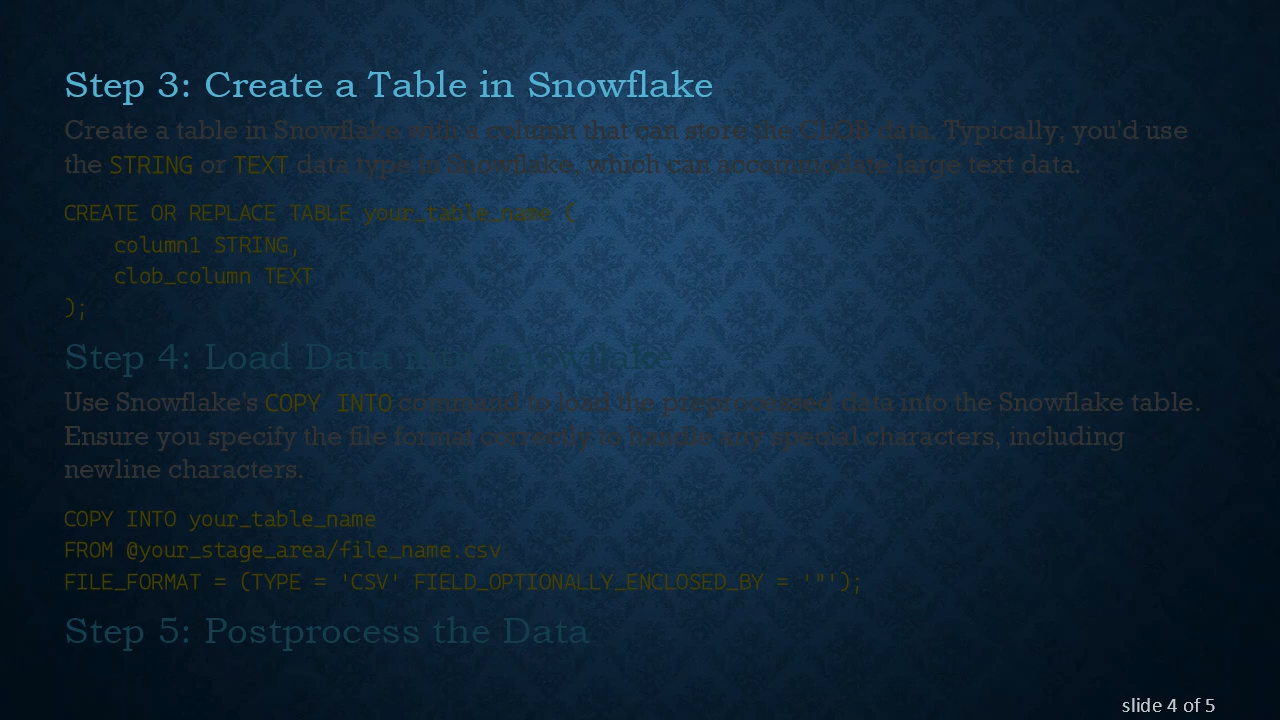 Step 3: Create a Table in Snowflake
Create a table in Snowflake with a column that can store the CLOB data. Typically, you'd use
the STRING or TEXT data type in Snowflake, which can accommodate large text data.
CREATE OR REPLACE TABLE your_table_name (
column1 STRING,
clob_column TEXT
);
Step 4: Load Data into Snowflake
Use Snowflake's COPY INTO command to load the preprocessed data into the Snowflake table.
Ensure you specify the file format correctly to handle any special characters, including
newline characters.
COPY INTO your_table_name
FROM @your_stage_area/file_name.csv
FILE_FORMAT = (TYPE = 'CSV' FIELD_OPTIONALLY_ENCLOSED_BY = '"');
Step 5: Postprocess the Data
slide 4 of 5